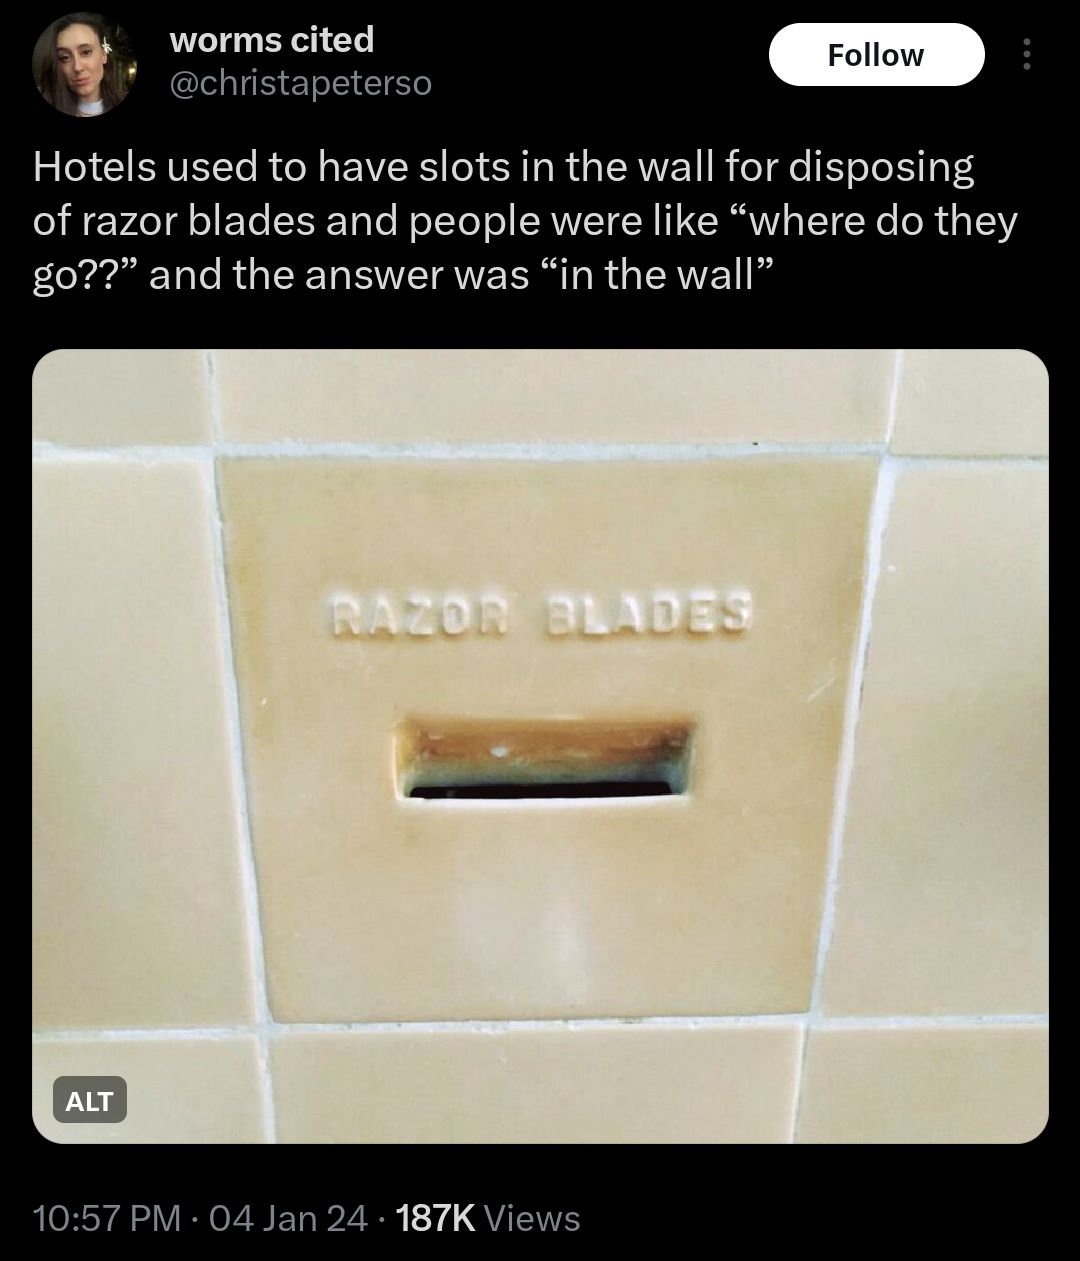 worms cited
@christapeterso
Follow
Hotels used to have slots in the wall for disposing
of razor blades and people were like “where do they
go??” and the answer was “in the wall”
RAZOR BLADES
ALT
10:57 PM · 04 Jan 24 · 187K Views